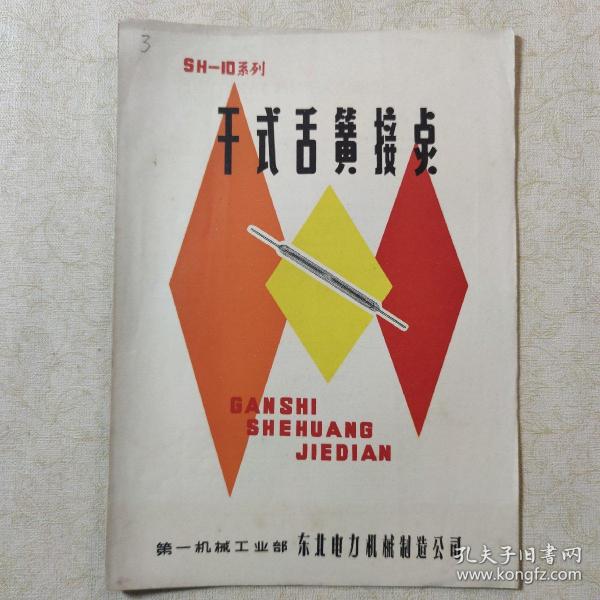 3
SH-10系列
干式舌簧接点
GANSHI
SHEHUANG
JIEDIAN
第一机械工业部 东北电力机械制造公司
孔夫子旧书网
www.kongfz.com